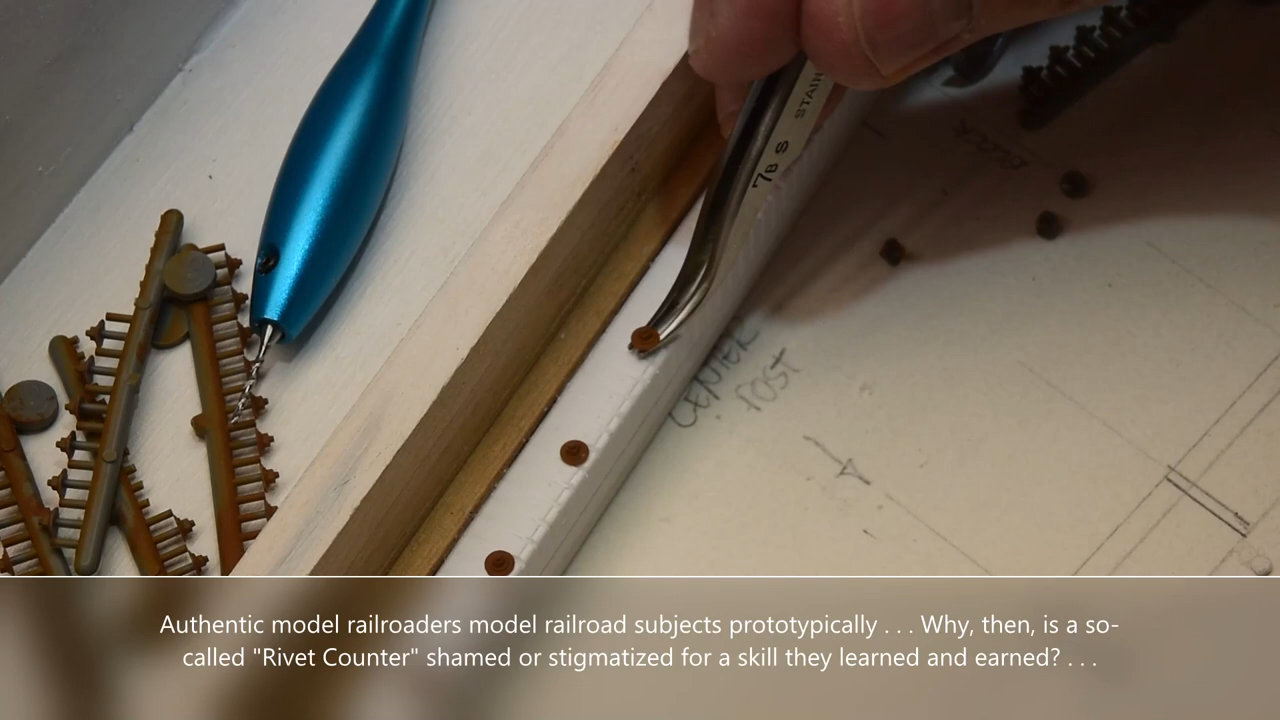 7B S STAIN
CENTER
POST
Authentic model railroaders model railroad subjects prototypically . . . Why, then, is a so-
called "Rivet Counter" shamed or stigmatized for a skill they learned and earned? . . .